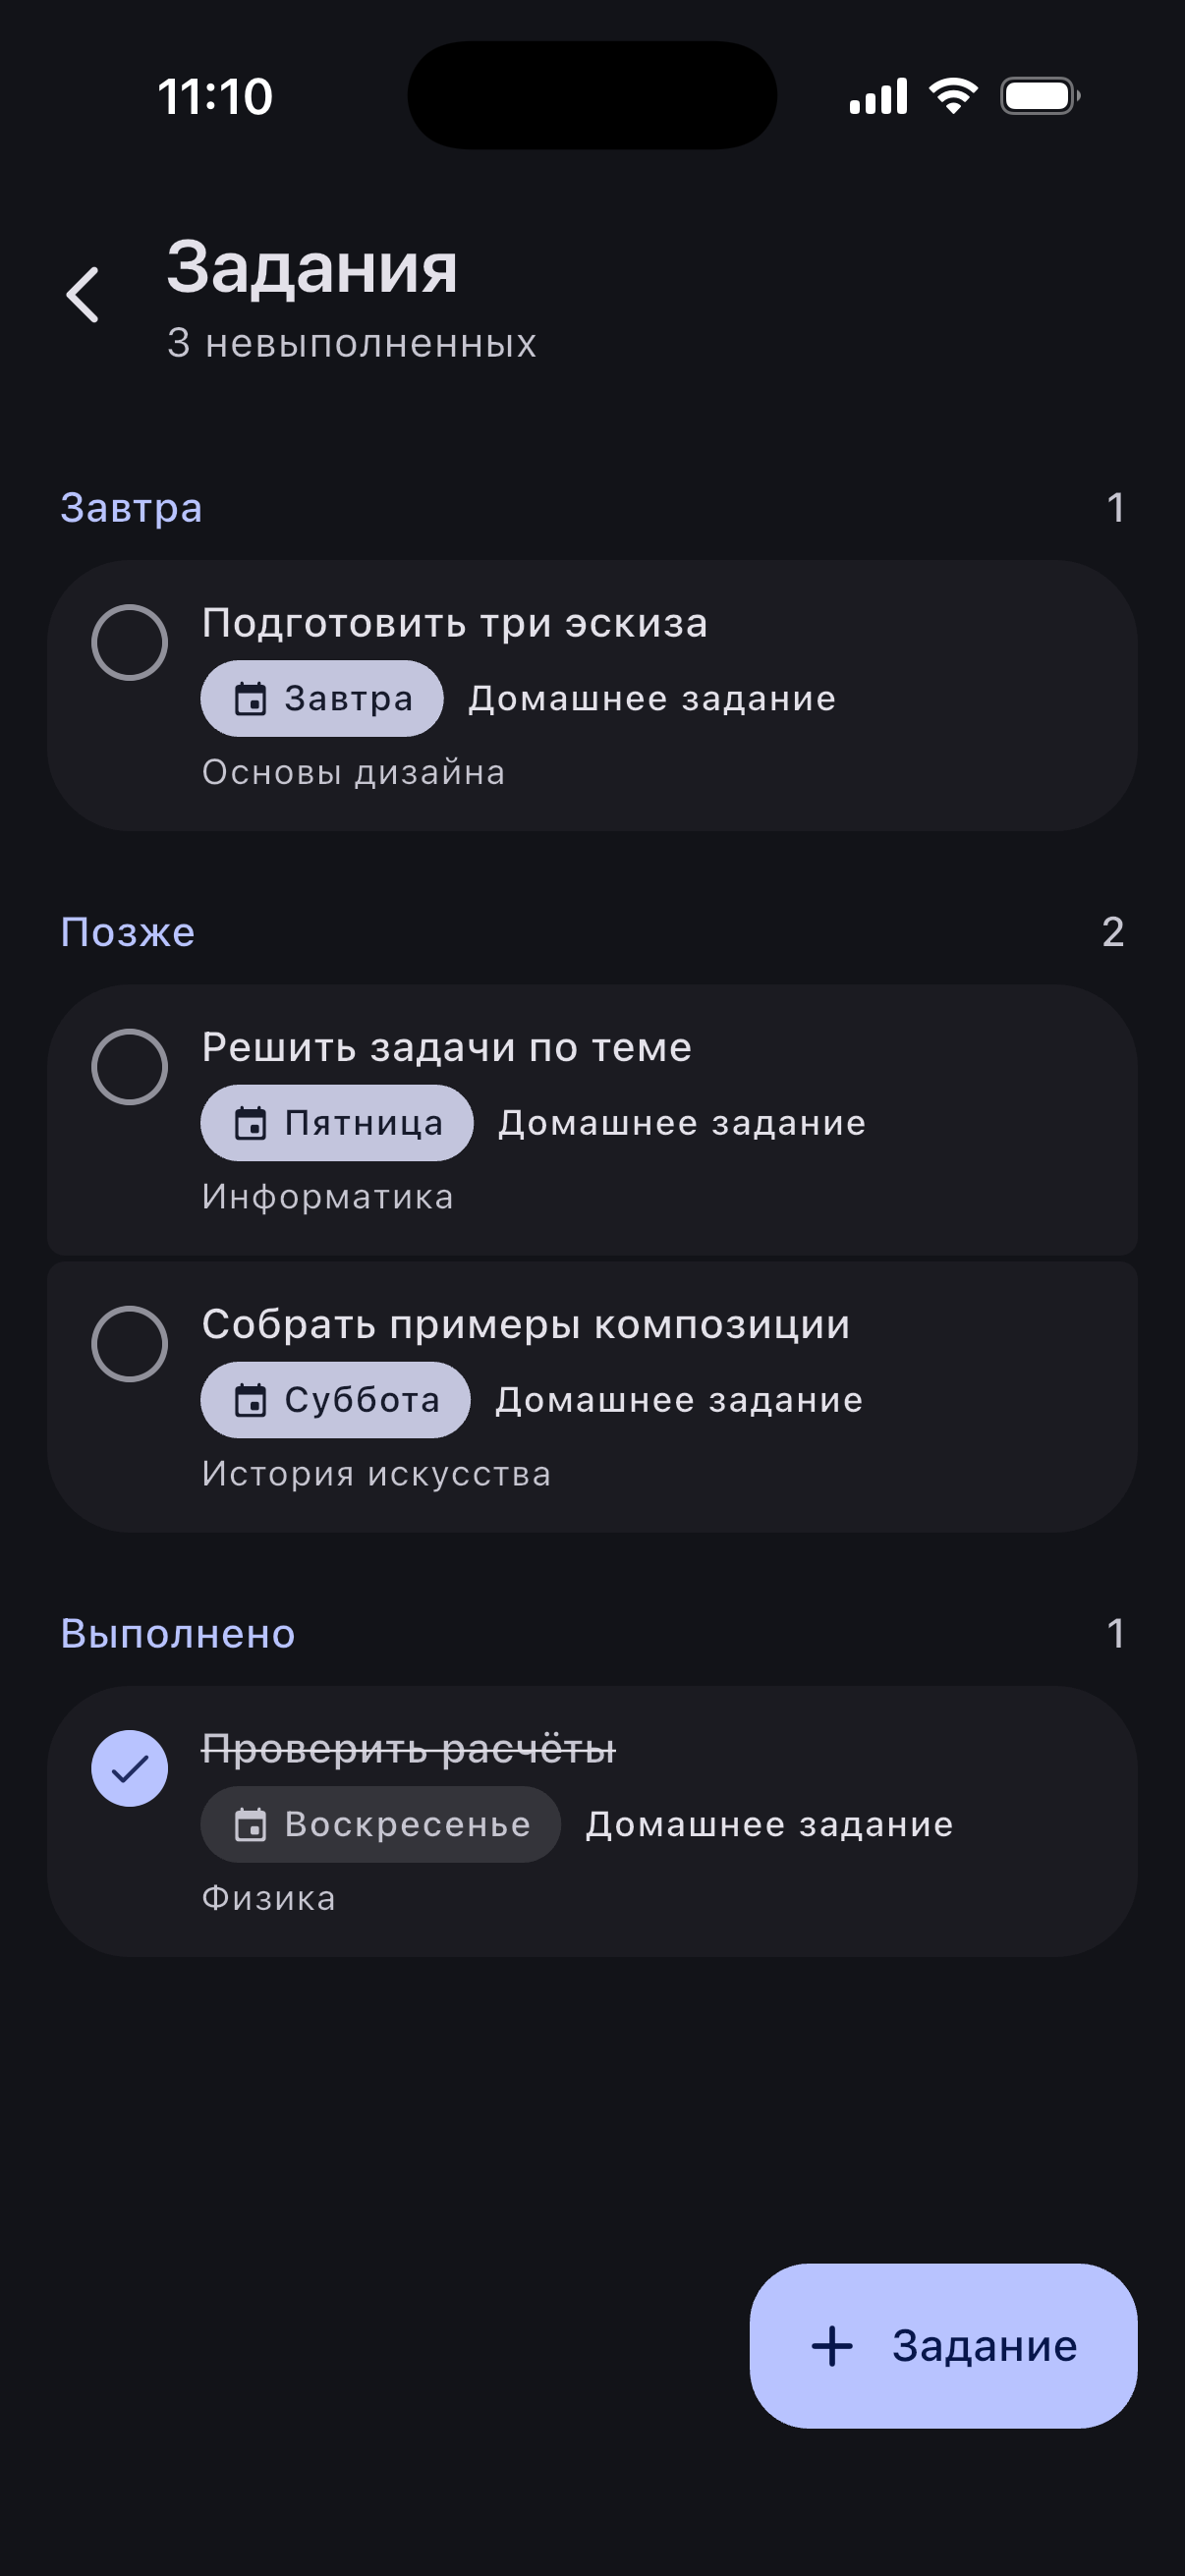 11:10
Задания
3 невыполненных
Завтра 1
Подготовить три эскиза
Завтра Домашнее задание
Основы дизайна
Позже 2
Решить задачи по теме
Пятница Домашнее задание
Информатика
Собрать примеры композиции
Суббота Домашнее задание
История искусства
Выполнено 1
Проверить расчёты
Воскресенье Домашнее задание
Физика
+ Задание